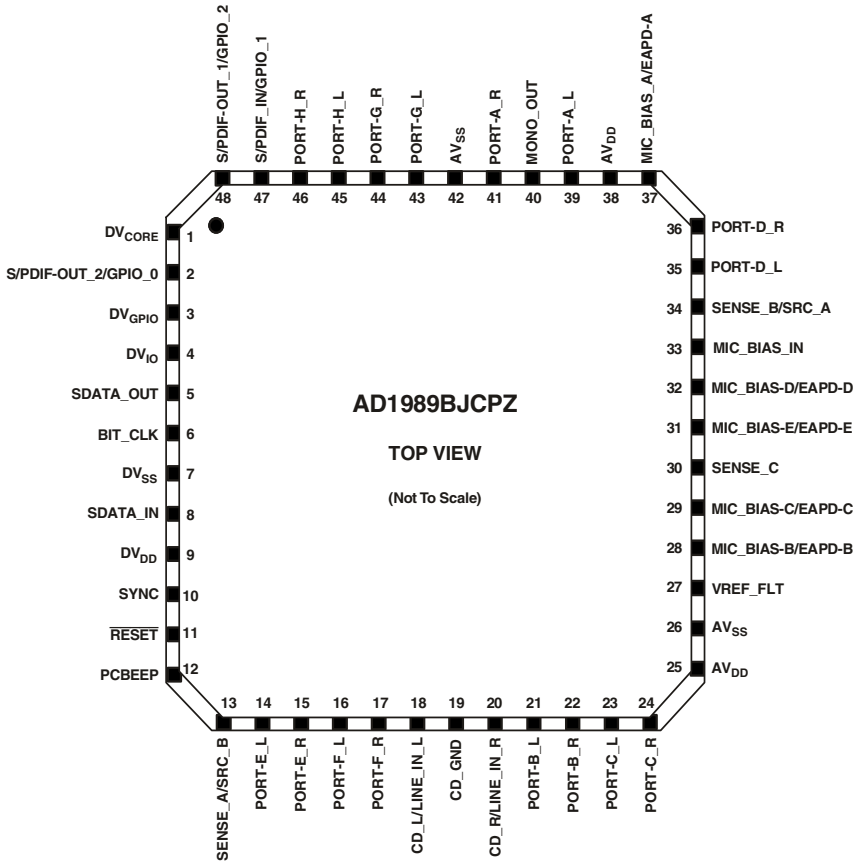 S/PDIF-OUT_1/GPIO_2
S/PDIF_IN/GPIO_1
PORT-H_R
PORT-H_L
PORT-G_R
PORT-G_L
AVSS
PORT-A_R
MONO_OUT
PORT-A_L
AVDD
MIC_BIAS_A/EAPD-A
48 47 46 45 44 43 42 41 40 39 38 37
DVCORE 1
S/PDIF-OUT_2/GPIO_0 2
DVGPIO 3
DVIO 4
SDATA_OUT 5
BIT_CLK 6
DVSS 7
SDATA_IN 8
DVDD 9
SYNC 10
RESET 11
PCBEEP 12
AD1989BJCPZ
TOP VIEW
(Not To Scale)
36 PORT-D_R
35 PORT-D_L
34 SENSE_B/SRC_A
33 MIC_BIAS_IN
32 MIC_BIAS-D/EAPD-D
31 MIC_BIAS-E/EAPD-E
30 SENSE_C
29 MIC_BIAS-C/EAPD-C
28 MIC_BIAS-B/EAPD-B
27 VREF_FLT
26 AVSS
25 AVDD
13 14 15 16 17 18 19 20 21 22 23 24
SENSE_A/SRC_B
PORT-E_L
PORT-E_R
PORT-F_L
PORT-F_R
CD_L/LINE_IN_L
CD_GND
CD_R/LINE_IN_R
PORT-B_L
PORT-B_R
PORT-C_L
PORT-C_R